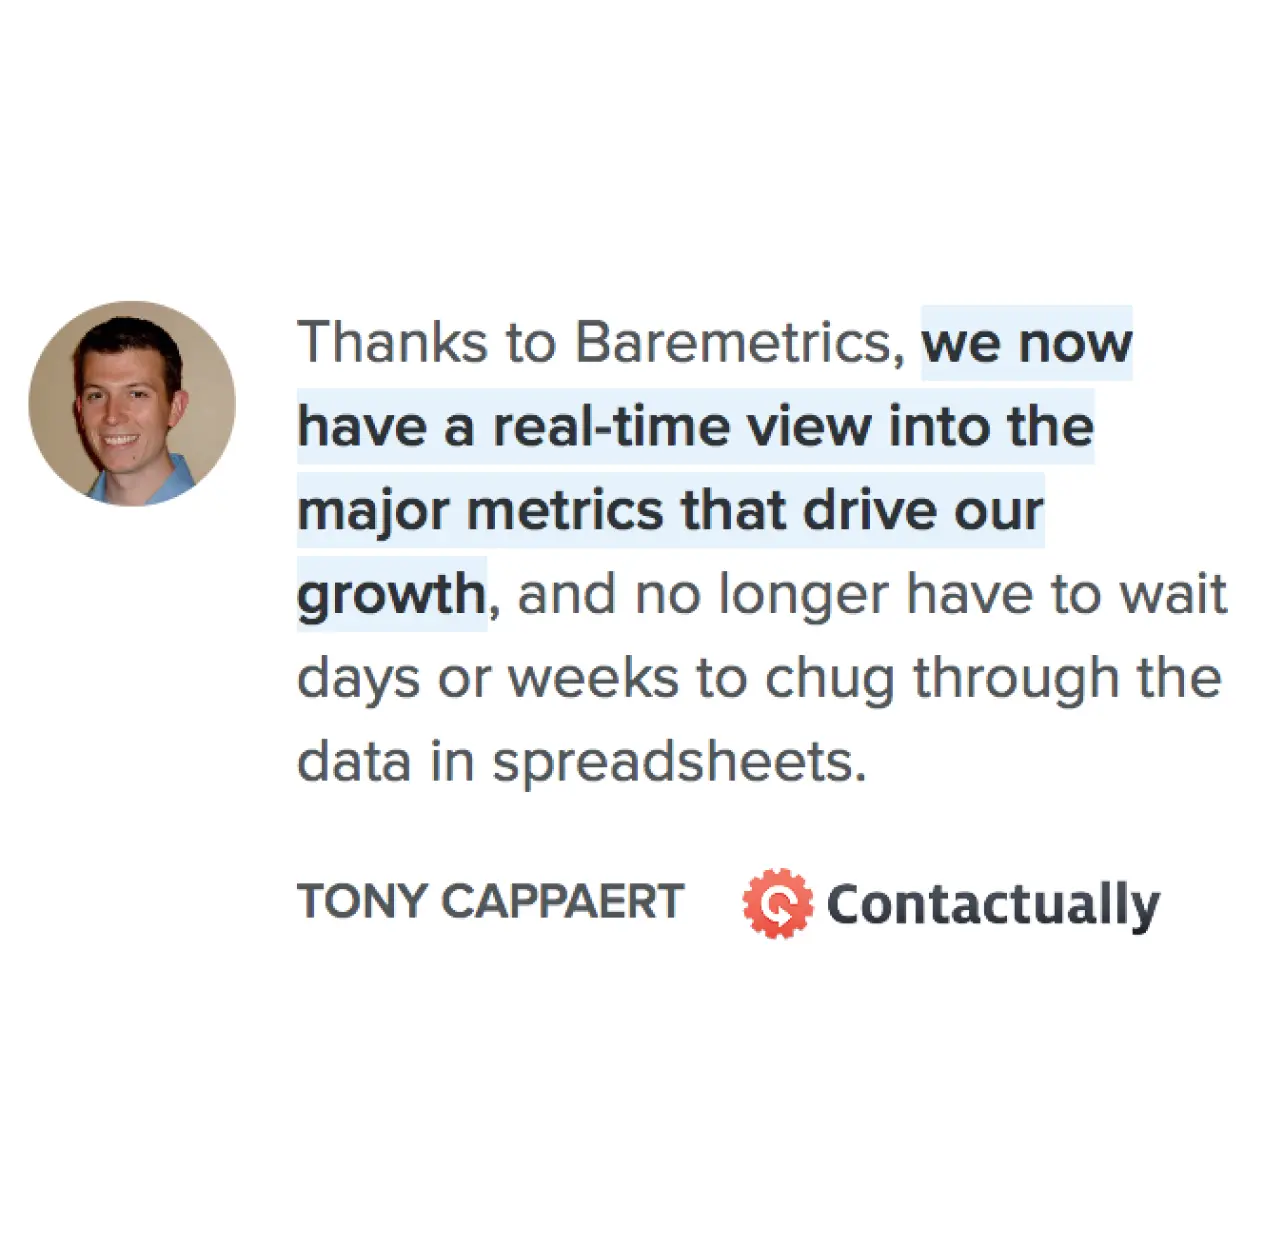 Thanks to Baremetrics, we now
have a real-time view into the
major metrics that drive our
growth, and no longer have to wait
days or weeks to chug through the
data in spreadsheets.
TONY CAPPAERT
Contactually